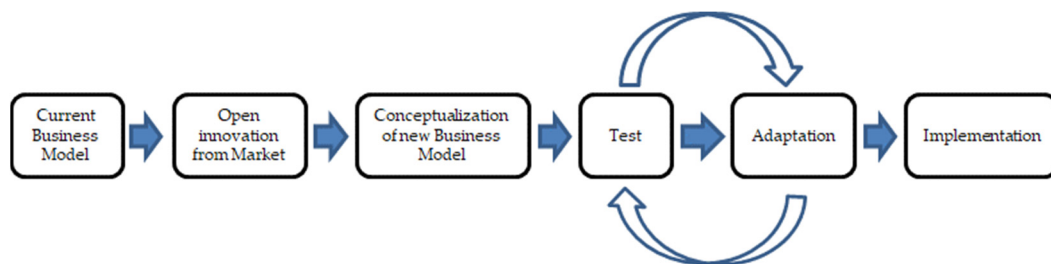 Current
Business
Model
Open
innovation
from Market
Conceptualization
of new Business
Model
Test
Adaptation
Implementation